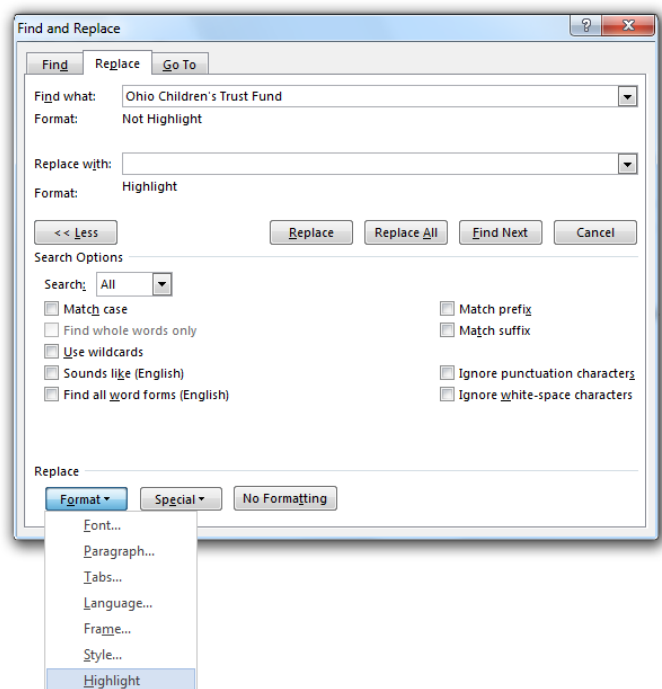 Find and Replace
Find Replace Go To
Find what: Ohio Children's Trust Fund
Format: Not Highlight
Replace with:
Format: Highlight
<< Less Replace Replace All Find Next Cancel
Search Options
Search: All
Match case Match prefix
Find whole words only Match suffix
Use wildcards
Sounds like (English) Ignore punctuation characters
Find all word forms (English) Ignore white-space characters
Replace
Format Special No Formatting
Font...
Paragraph...
Tabs...
Language...
Frame...
Style...
Highlight